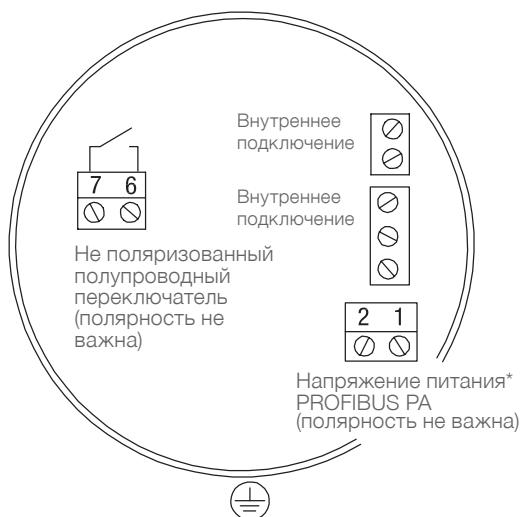 Внутреннее
подключение
7 6
Внутреннее
подключение
Не поляризованный
полупроводный
переключатель
(полярность не
важна)
2 1
Напряжение питания*
PROFIBUS PA
(полярность не важна)